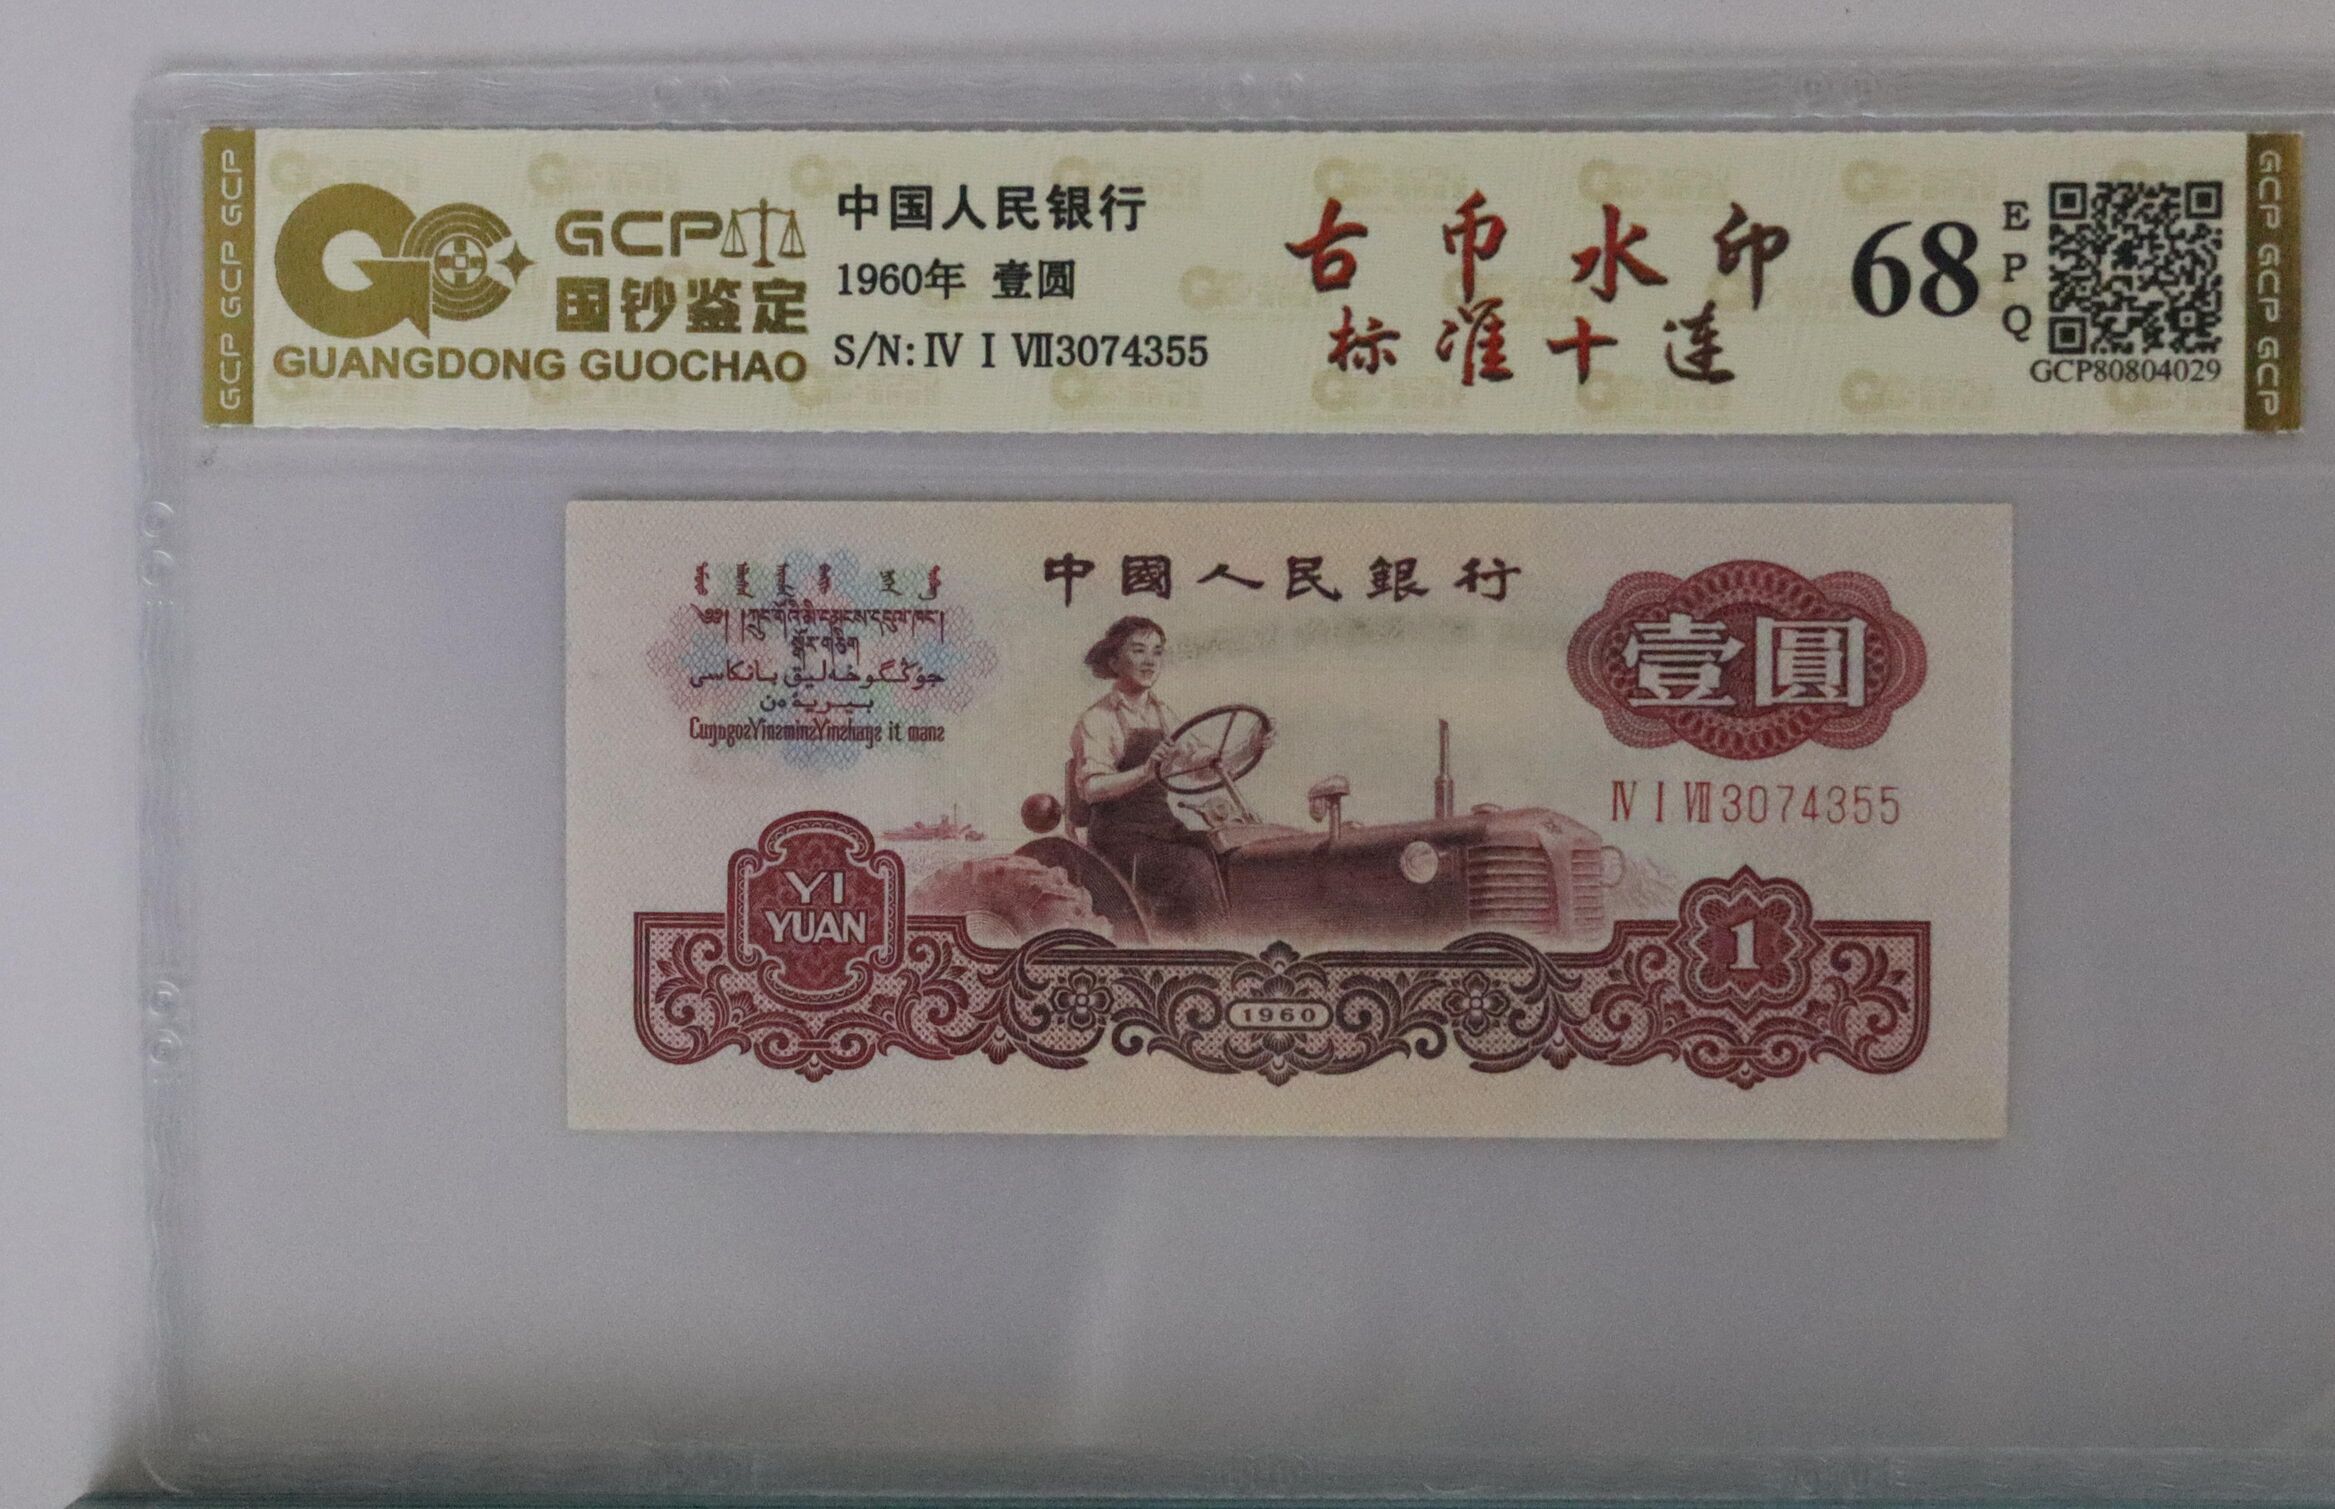 GCP GCP GCP
GCP
国钞鉴定
GUANGDONG GUOCHAO
中国人民银行
1960年 壹圆
S/N: Ⅳ Ⅰ Ⅶ3074355
古币水印
标准十连
68
EPQ
GCP80804029
GCP GCP GCP
中國人民銀行
壹圓
Ⅳ Ⅰ Ⅶ3074355
YI
YUAN
1960
1